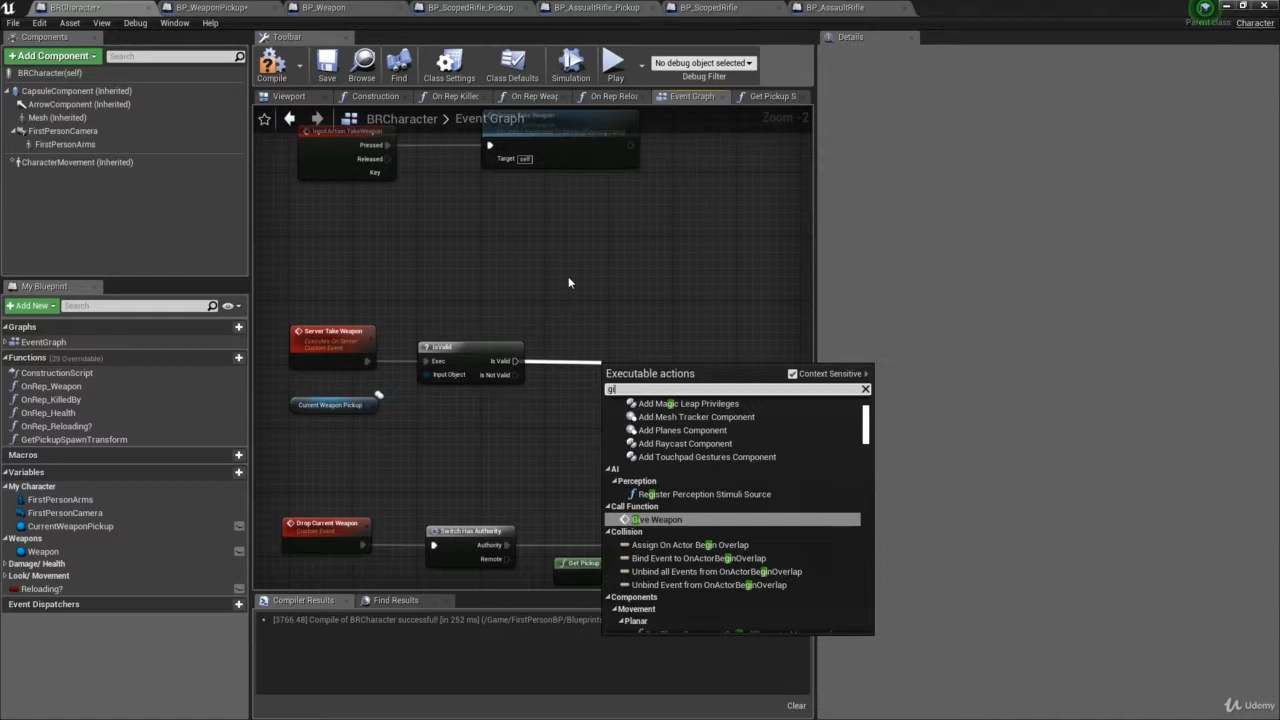 BRCharacter*
BP_WeaponPickup*
BP_Weapon
BP_ScopedRifle_Pickup
BP_AssualtRifle_Pickup
BP_ScopedRifle
BP_AssaultRifle
File
Edit
Asset
View
Debug
Window
Help
Parent class:
Character
Components
Toolbar
Details
+ Add Component
Search
Compile
Save
Browse
Find
Class Settings
Class Defaults
Simulation
Play
No debug object selected
Debug Filter
BRCharacter(self)
CapsuleComponent (Inherited)
ArrowComponent (Inherited)
Mesh (Inherited)
FirstPersonCamera
FirstPersonArms
CharacterMovement (Inherited)
Viewport
Construction
On Rep Killed
On Rep Weap
On Rep Reloa
Event Graph
Get Pickup S
BRCharacter > Event Graph
Zoom -2
Input Action TakeWeapon
Pressed
Released
Key
Target
self
Server Take Weapon
Executes On Server
Custom Event
Current Weapon Pickup
? IsValid
Exec
Is Valid
Input Object
Is Not Valid
Drop Current Weapon
Custom Event
Switch Has Authority
Authority
Remote
Get Pickup
Executable actions
Context Sensitive
gi
Add Magic Leap Privileges
Add Mesh Tracker Component
Add Planes Component
Add Raycast Component
Add Touchpad Gestures Component
AI
Perception
Register Perception Stimuli Source
Call Function
Give Weapon
Collision
Assign On Actor Begin Overlap
Bind Event to OnActorBeginOverlap
Unbind all Events from OnActorBeginOverlap
Unbind Event from OnActorBeginOverlap
Components
Movement
Planar
My Blueprint
+ Add New
Search
Graphs
EventGraph
Functions (29 Overridable)
ConstructionScript
OnRep_Weapon
OnRep_KilledBy
OnRep_Health
OnRep_Reloading?
GetPickupSpawnTransform
Macros
Variables
My Character
FirstPersonArms
FirstPersonCamera
CurrentWeaponPickup
Weapons
Weapon
Damage/ Health
Look/ Movement
Reloading?
Event Dispatchers
Compiler Results
Find Results
[3766.48] Compile of BRCharacter successful! [in 252 ms] (/Game/FirstPersonBP/Blueprints
Clear
Udemy